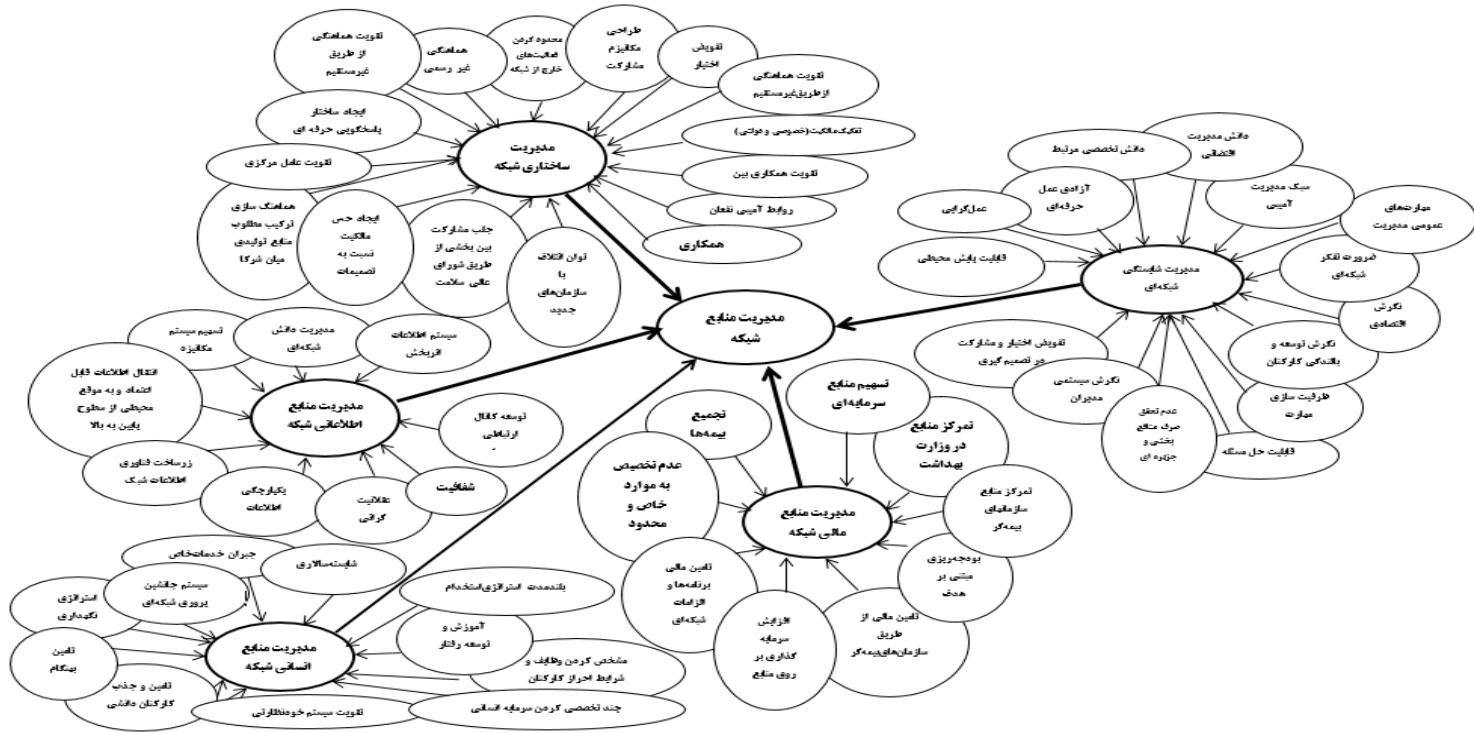 تقویت هماهنگی
از طریق
غیرمستقیم
هماهنگی
غیر رسمی
محدود کردن
فعالیت‌های
خارج از شبکه
طراحی
مکانیزم
مشارکت
تفویض
اختیار
تقویت هماهنگی
ازطریق‌غیرمستقیم
ایجاد ساختار
پاسخگویی حرفه ای
مدیریت
ساختاری شبکه
تفکیک‌مالکیت(خصوصی و دولتی)
تقویت عامل مرکزی
تقویت همکاری بین
هماهنگ سازی
ترکیب مطلوب
منابع تولیدی
میان شرکا
ایجاد حس
مالکیت
نسبت به
تصمیمات
جلب مشارکت
بین بخشی از
طریق شورای
عالی سلامت
توان ائتلاف
با
سازمان‌های
جدید
روابط آمیبی نفعان
همکاری
دانش مدیریت
اقتضائی
دانش تخصصی مرتبط
سبک مدیریت
آمیبی
آزادی عمل
حرفه‌ای
مهارت‌های
عمومی مدیریت
عمل‌گرایی
قابلیت پایش محیطی
مدیریت شایستگی
شبکه‌ای
ضرورت تفکر
شبکه‌ای
نگرش
اقتصادی
تفویض اختیار و مشارکت
در تصمیم گیری
نگرش توسعه و
بالندگی کارکنان
نگرش سیستمی
مدیران
ظرفیت سازی
مهارت
عدم تحقق
صرف منافع
بخشی و
جزیره ای
قابلیت حل مسئله
مدیریت منابع
شبکه
تسهیم سیستم
مکانیزه
مدیریت دانش
شبکه‌ای
سیستم اطلاعات
اثربخش
انتقال اطلاعات قابل
اعتماد و به موقع
محیطی از سطوح
پایین به بالا
مدیریت منابع
اطلاعاتی شبکه
توسعه کانال
ارتباطی
زرساخت فناوری
اطلاعات شبک
یکپارچگی
اطلاعات
عقلانیت
گرائی
شفافیت
تجمیع
بیمه‌ها
تسهیم منابع
سرمایه‌ای
تمرکز منابع
در وزارت
بهداشت
عدم تخصیص
به موارد
خاص و
محدود
مدیریت منابع
مالی شبکه
تمرکز منابع
سازمانهای
بیمه‌گر
تامین مالی
برنامه‌ها و
الزامات
شبکه‌ای
بودجه‌ریزی
مبتنی بر
هدف
افزایش
سرمایه
گذاری بر
روی منابع
تامین مالی از
طریق
سازمان‌های‌بیمه‌گر
جبران خدمات‌خاص
شایسته‌سالاری
سیستم جانشین
پروری شبکه‌ای
استراتژی
نگهداری
بلندمدت استراتژی‌استخدام
آموزش و
توسعه رفتار
مدیریت منابع
انسانی شبکه
تامین
بهنگام
مشخص کردن وظایف و
شرایط احراز کارکنان
تامین و جذب
کارکنان دانشی
تقویت سیستم خودنظارتی
چند تخصصی کردن سرمایه انسانی